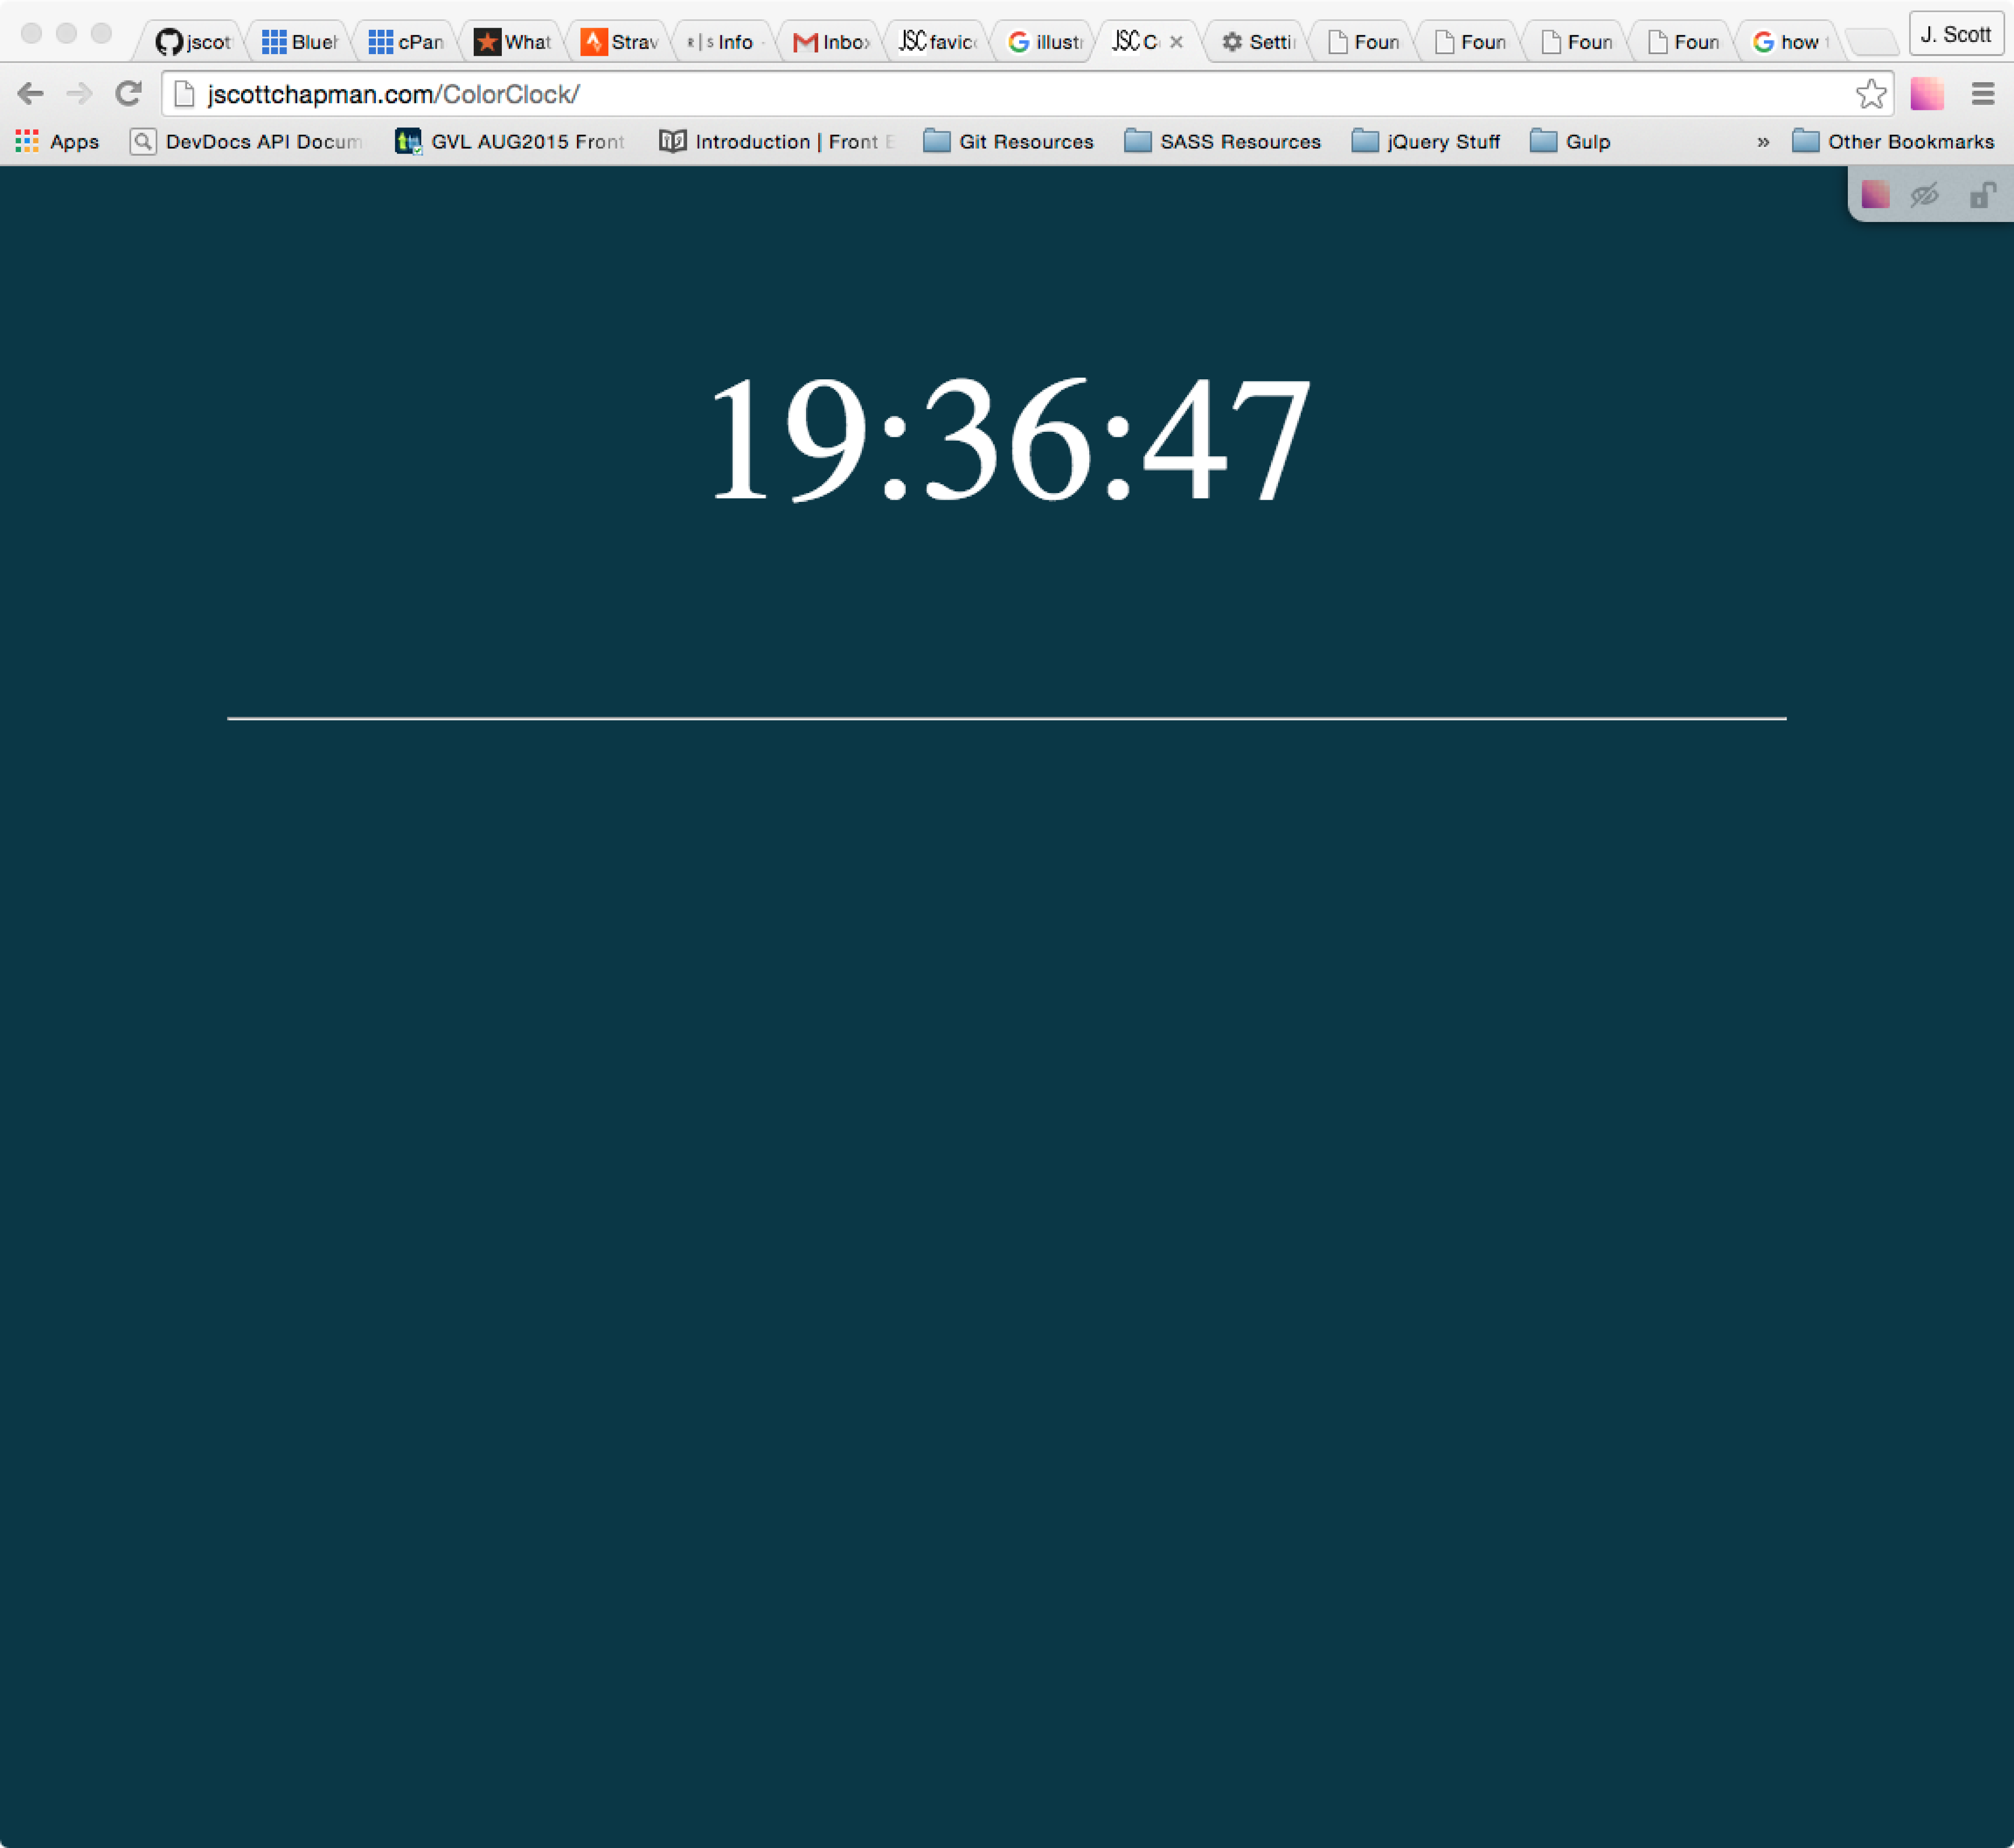 jscot Blueh cPan What Strav R|S Info - Inbox JSC favico illustr JSC C Settin Foun Foun Foun Foun how t J. Scott
jscottchapman.com/ColorClock/
Apps DevDocs API Docum GVL AUG2015 Front Introduction | Front E Git Resources SASS Resources jQuery Stuff Gulp » Other Bookmarks
19:36:47